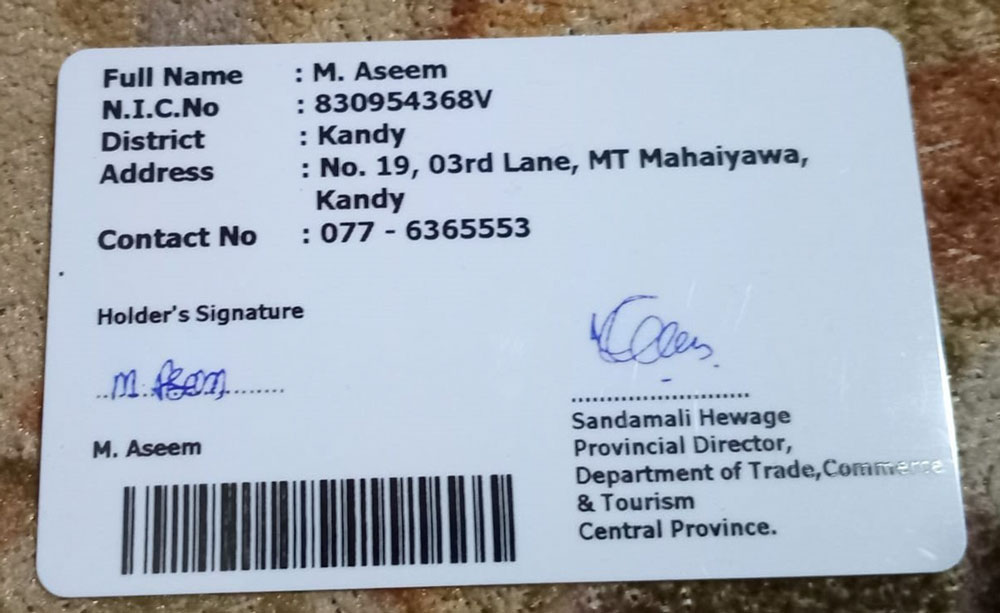 Full Name : M. Aseem
N.I.C.No : 830954368V
District : Kandy
Address : No. 19, 03rd Lane, MT Mahaiyawa,
Kandy
Contact No : 077 - 6365553
Holder's Signature
M. Aseem
M. Aseem
Sandamali Hewage
Provincial Director,
Department of Trade,Commerce
& Tourism
Central Province.